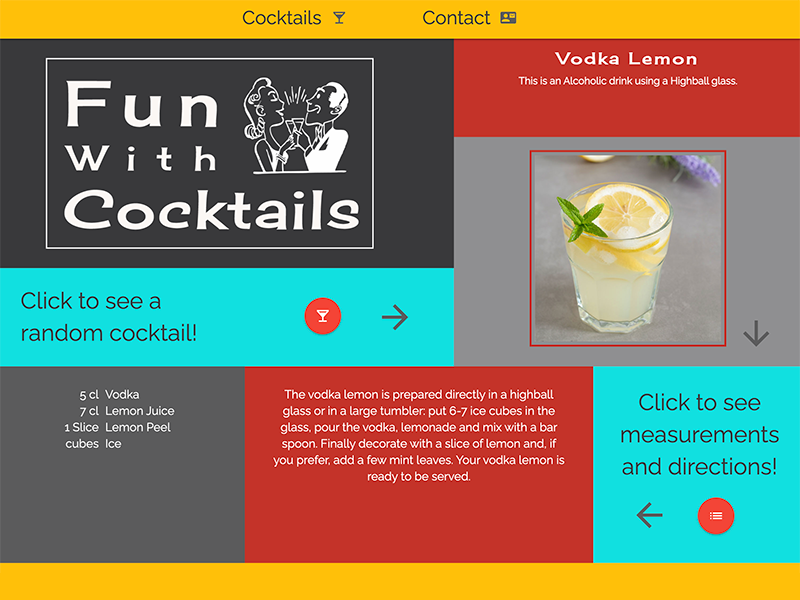 Cocktails
Contact
Fun
With
Cocktails
Vodka Lemon
This is an Alcoholic drink using a Highball glass.
Click to see a
random cocktail!
5 cl Vodka
7 cl Lemon Juice
1 Slice Lemon Peel
cubes Ice
The vodka lemon is prepared directly in a highball
glass or in a large tumbler: put 6-7 ice cubes in the
glass, pour the vodka, lemonade and mix with a bar
spoon. Finally decorate with a slice of lemon and, if
you prefer, add a few mint leaves. Your vodka lemon is
ready to be served.
Click to see
measurements
and directions!